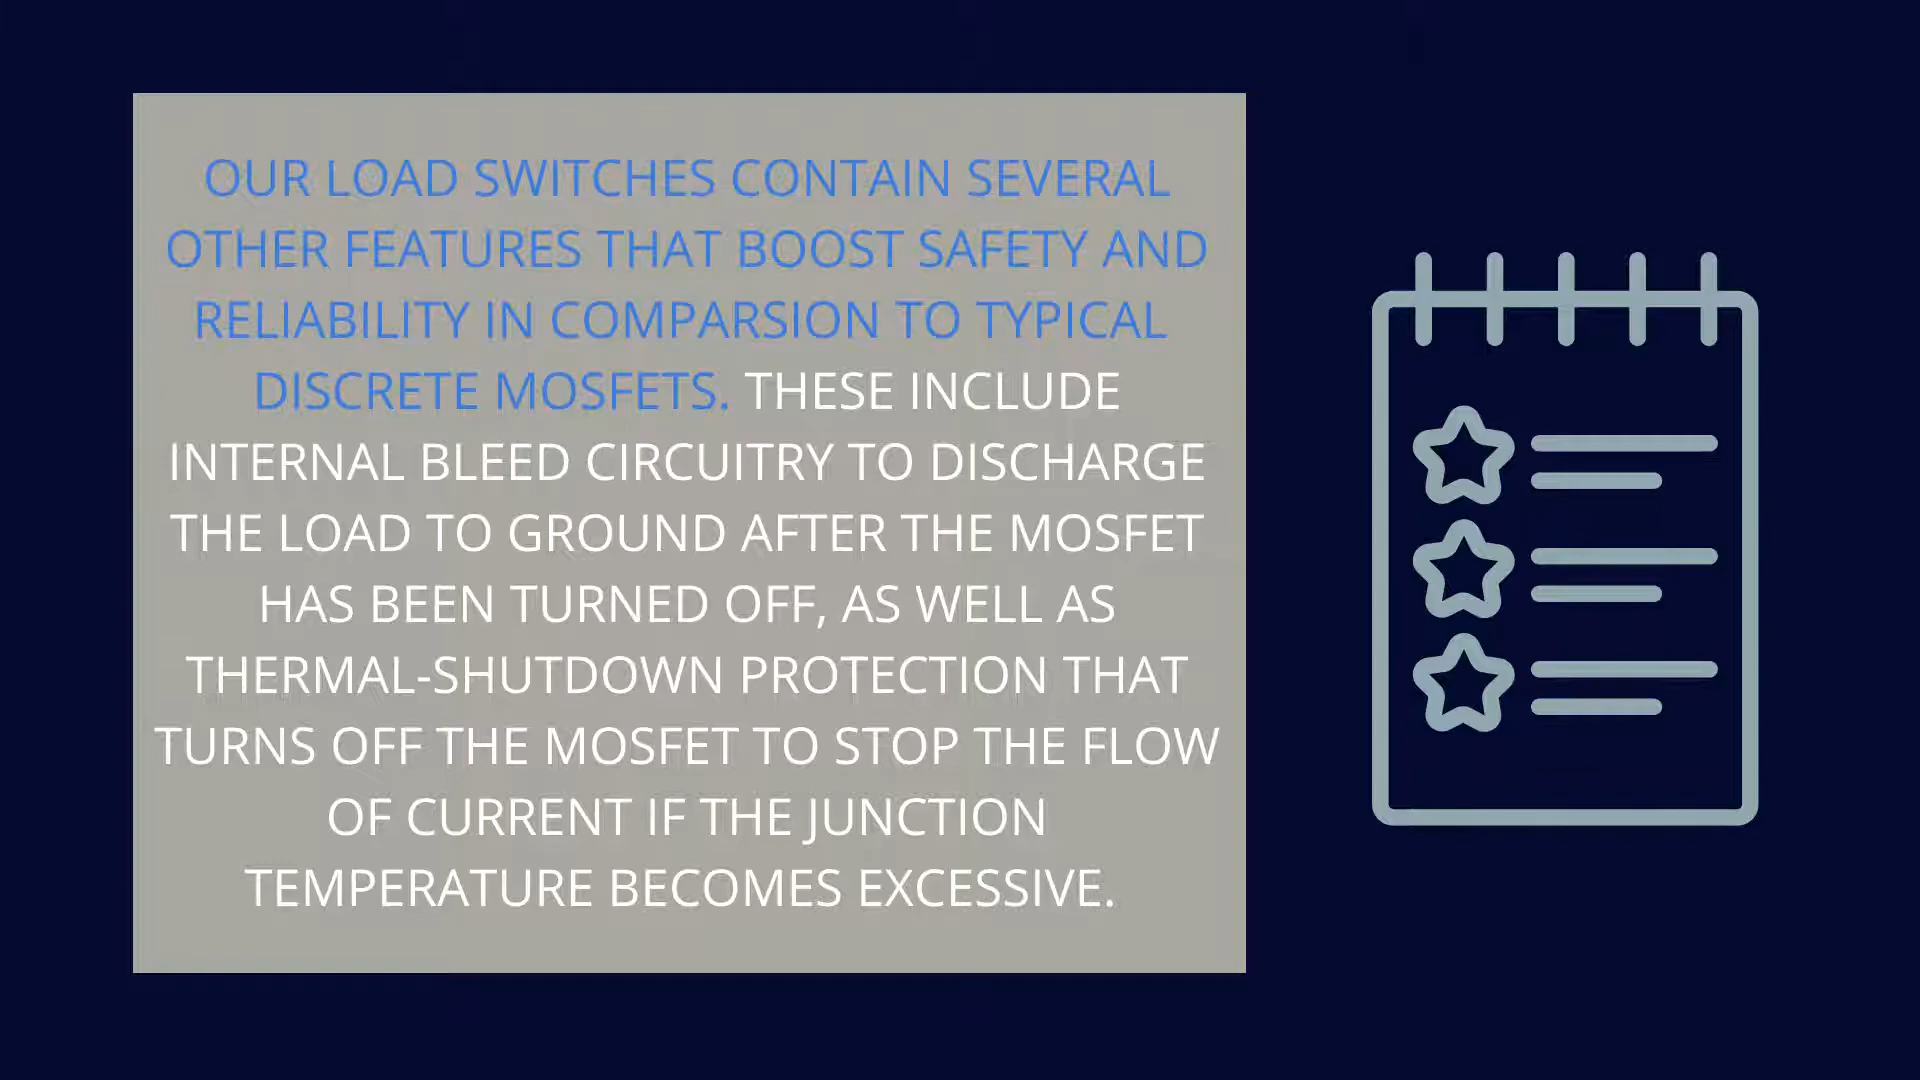 OUR LOAD SWITCHES CONTAIN SEVERAL
OTHER FEATURES THAT BOOST SAFETY AND
RELIABILITY IN COMPARSION TO TYPICAL
DISCRETE MOSFETS. THESE INCLUDE
INTERNAL BLEED CIRCUITRY TO DISCHARGE
THE LOAD TO GROUND AFTER THE MOSFET
HAS BEEN TURNED OFF, AS WELL AS
THERMAL-SHUTDOWN PROTECTION THAT
TURNS OFF THE MOSFET TO STOP THE FLOW
OF CURRENT IF THE JUNCTION
TEMPERATURE BECOMES EXCESSIVE.